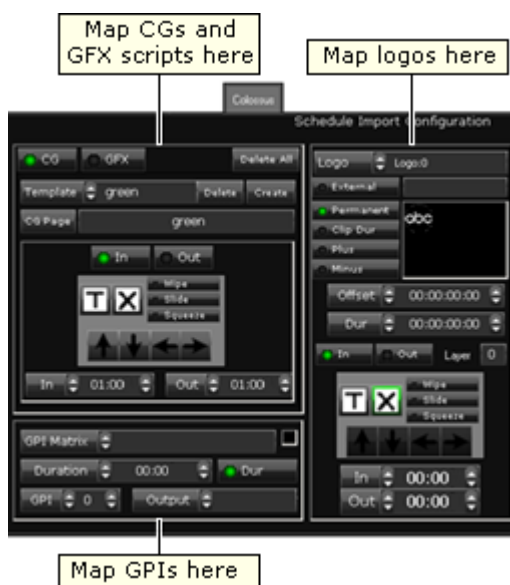 Map CGs and
GFX scripts here
Map logos here
Colossus
Schedule Import Configuration
CG GFX Delete All
Template green Delete Create
CG Page green
In Out
Wipe
T X Slide
Squeeze
In 01:00 Out 01:00
GPI Matrix
Duration 00:00 Dur
GPI 0 Output
Map GPIs here
Logo Logo:0
External
Permanent abc
Clip Dur
Plus
Minus
Offset 00:00:00:00
Dur 00:00:00:00
In Out Layer 0
Wipe
T X Slide
Squeeze
In 00:00
Out 00:00